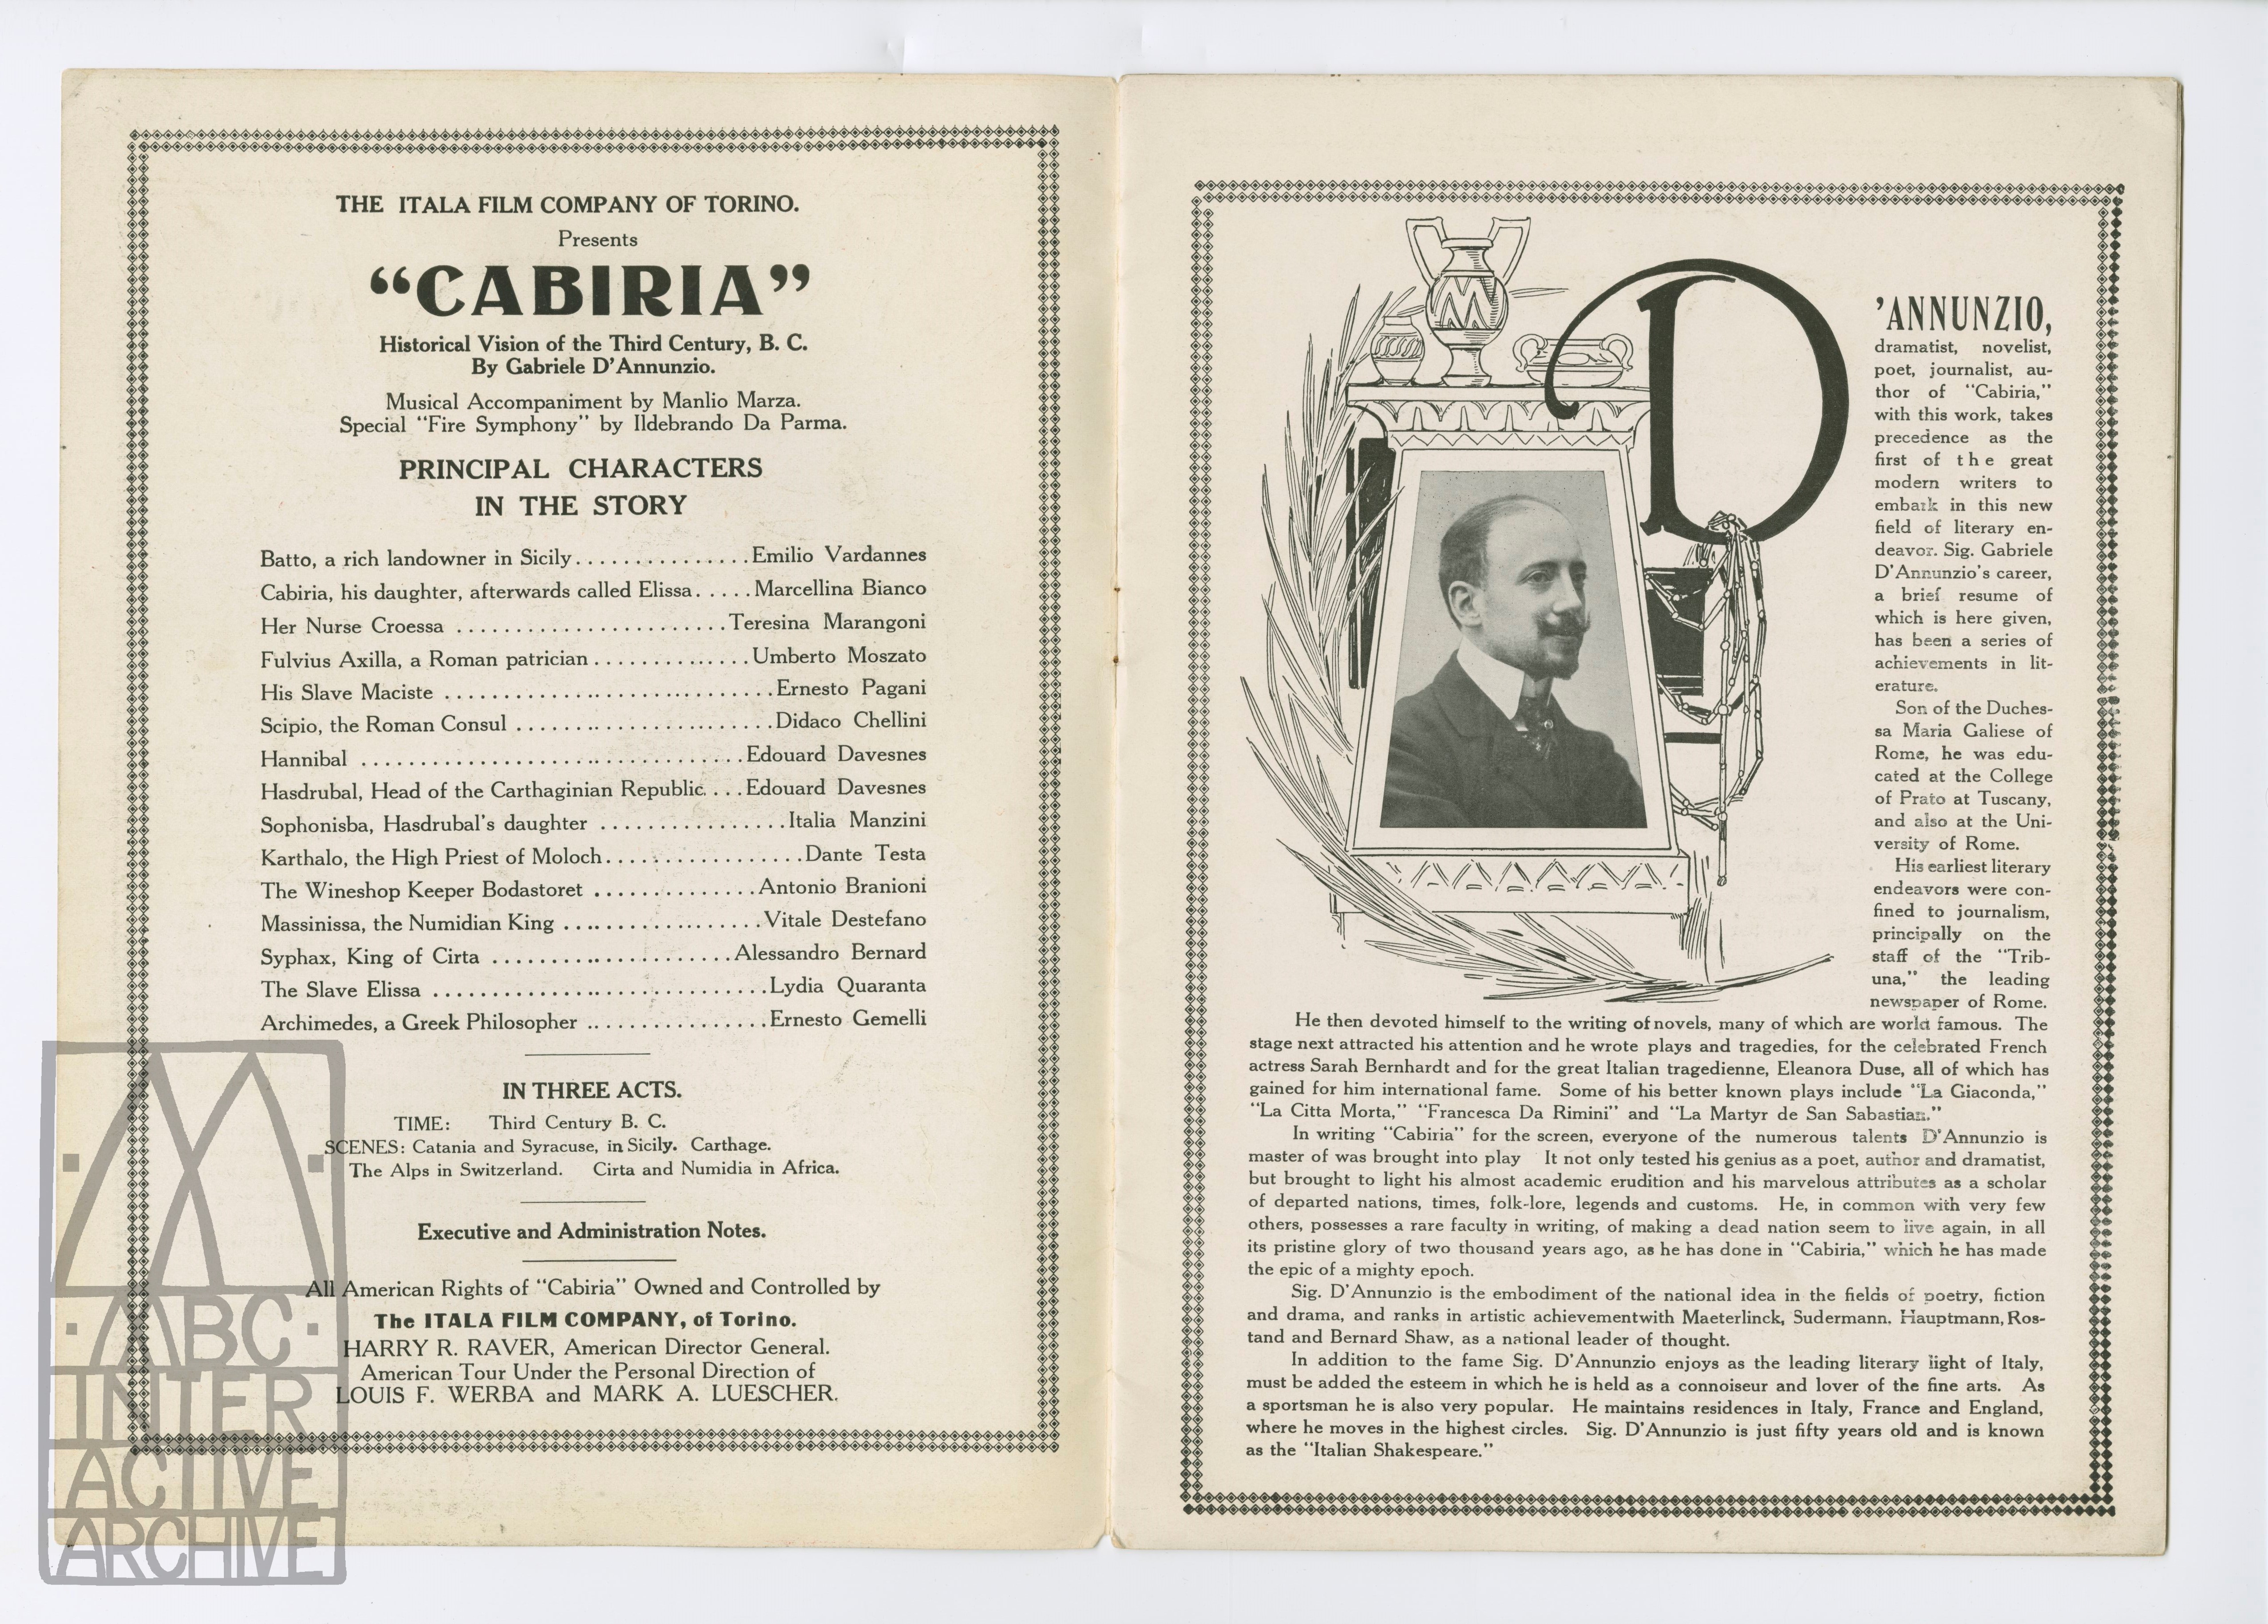 THE ITALA FILM COMPANY OF TORINO.
Presents
“CABIRIA”
Historical Vision of the Third Century, B. C.
By Gabriele D’Annunzio.
Musical Accompaniment by Manlio Marza.
Special “Fire Symphony” by Ildebrando Da Parma.
PRINCIPAL CHARACTERS
IN THE STORY
Batto, a rich landowner in Sicily...............Emilio Vardannes
Cabiria, his daughter, afterwards called Elissa.....Marcellina Bianco
Her Nurse Croessa .......................Teresina Marangoni
Fulvius Axilla, a Roman patrician.............Umberto Moszato
His Slave Maciste ...........................Ernesto Pagani
Scipio, the Roman Consul ......................Didaco Chellini
Hannibal ................................Edouard Davesnes
Hasdrubal, Head of the Carthaginian Republic....Edouard Davesnes
Sophonisba, Hasdrubal’s daughter ................Italia Manzini
Karthalo, the High Priest of Moloch..................Dante Testa
The Wineshop Keeper Bodastoret ..............Antonio Branioni
Massinissa, the Numidian King ..................Vitale Destefano
Syphax, King of Cirta .....................Alessandro Bernard
The Slave Elissa ............................Lydia Quaranta
Archimedes, a Greek Philosopher ................Ernesto Gemelli
IN THREE ACTS.
TIME: Third Century B. C.
SCENES: Catania and Syracuse, in Sicily. Carthage.
The Alps in Switzerland. Cirta and Numidia in Africa.
Executive and Administration Notes.
All American Rights of “Cabiria” Owned and Controlled by
The ITALA FILM COMPANY, of Torino.
HARRY R. RAVER, American Director General.
American Tour Under the Personal Direction of
LOUIS F. WERBA and MARK A. LUESCHER.
ABC
INTER
ACTIVE
ARCHIVE
D’ANNUNZIO,
dramatist, novelist,
poet, journalist, au-
thor of “Cabiria,”
with this work, takes
precedence as the
first of the great
modern writers to
embark in this new
field of literary en-
deavor. Sig. Gabriele
D’Annunzio’s career,
a brief resume of
which is here given,
has been a series of
achievements in lit-
erature.
Son of the Duches-
sa Maria Galiese of
Rome, he was edu-
cated at the College
of Prato at Tuscany,
and also at the Uni-
versity of Rome.
His earliest literary
endeavors were con-
fined to journalism,
principally on the
staff of the “Trib-
una,” the leading
newspaper of Rome.
He then devoted himself to the writing of novels, many of which are world famous. The
stage next attracted his attention and he wrote plays and tragedies, for the celebrated French
actress Sarah Bernhardt and for the great Italian tragedienne, Eleanora Duse, all of which has
gained for him international fame. Some of his better known plays include “La Giaconda,”
“La Citta Morta,” “Francesca Da Rimini” and “La Martyr de San Sabastian.”
In writing “Cabiria” for the screen, everyone of the numerous talents D’Annunzio is
master of was brought into play It not only tested his genius as a poet, author and dramatist,
but brought to light his almost academic erudition and his marvelous attributes as a scholar
of departed nations, times, folk-lore, legends and customs. He, in common with very few
others, possesses a rare faculty in writing, of making a dead nation seem to live again, in all
its pristine glory of two thousand years ago, as he has done in “Cabiria,” which he has made
the epic of a mighty epoch.
Sig. D’Annunzio is the embodiment of the national idea in the fields of poetry, fiction
and drama, and ranks in artistic achievementwith Maeterlinck, Sudermann, Hauptmann, Ros-
tand and Bernard Shaw, as a national leader of thought.
In addition to the fame Sig. D’Annunzio enjoys as the leading literary light of Italy,
must be added the esteem in which he is held as a connoiseur and lover of the fine arts. As
a sportsman he is also very popular. He maintains residences in Italy, France and England,
where he moves in the highest circles. Sig. D’Annunzio is just fifty years old and is known
as the “Italian Shakespeare.”